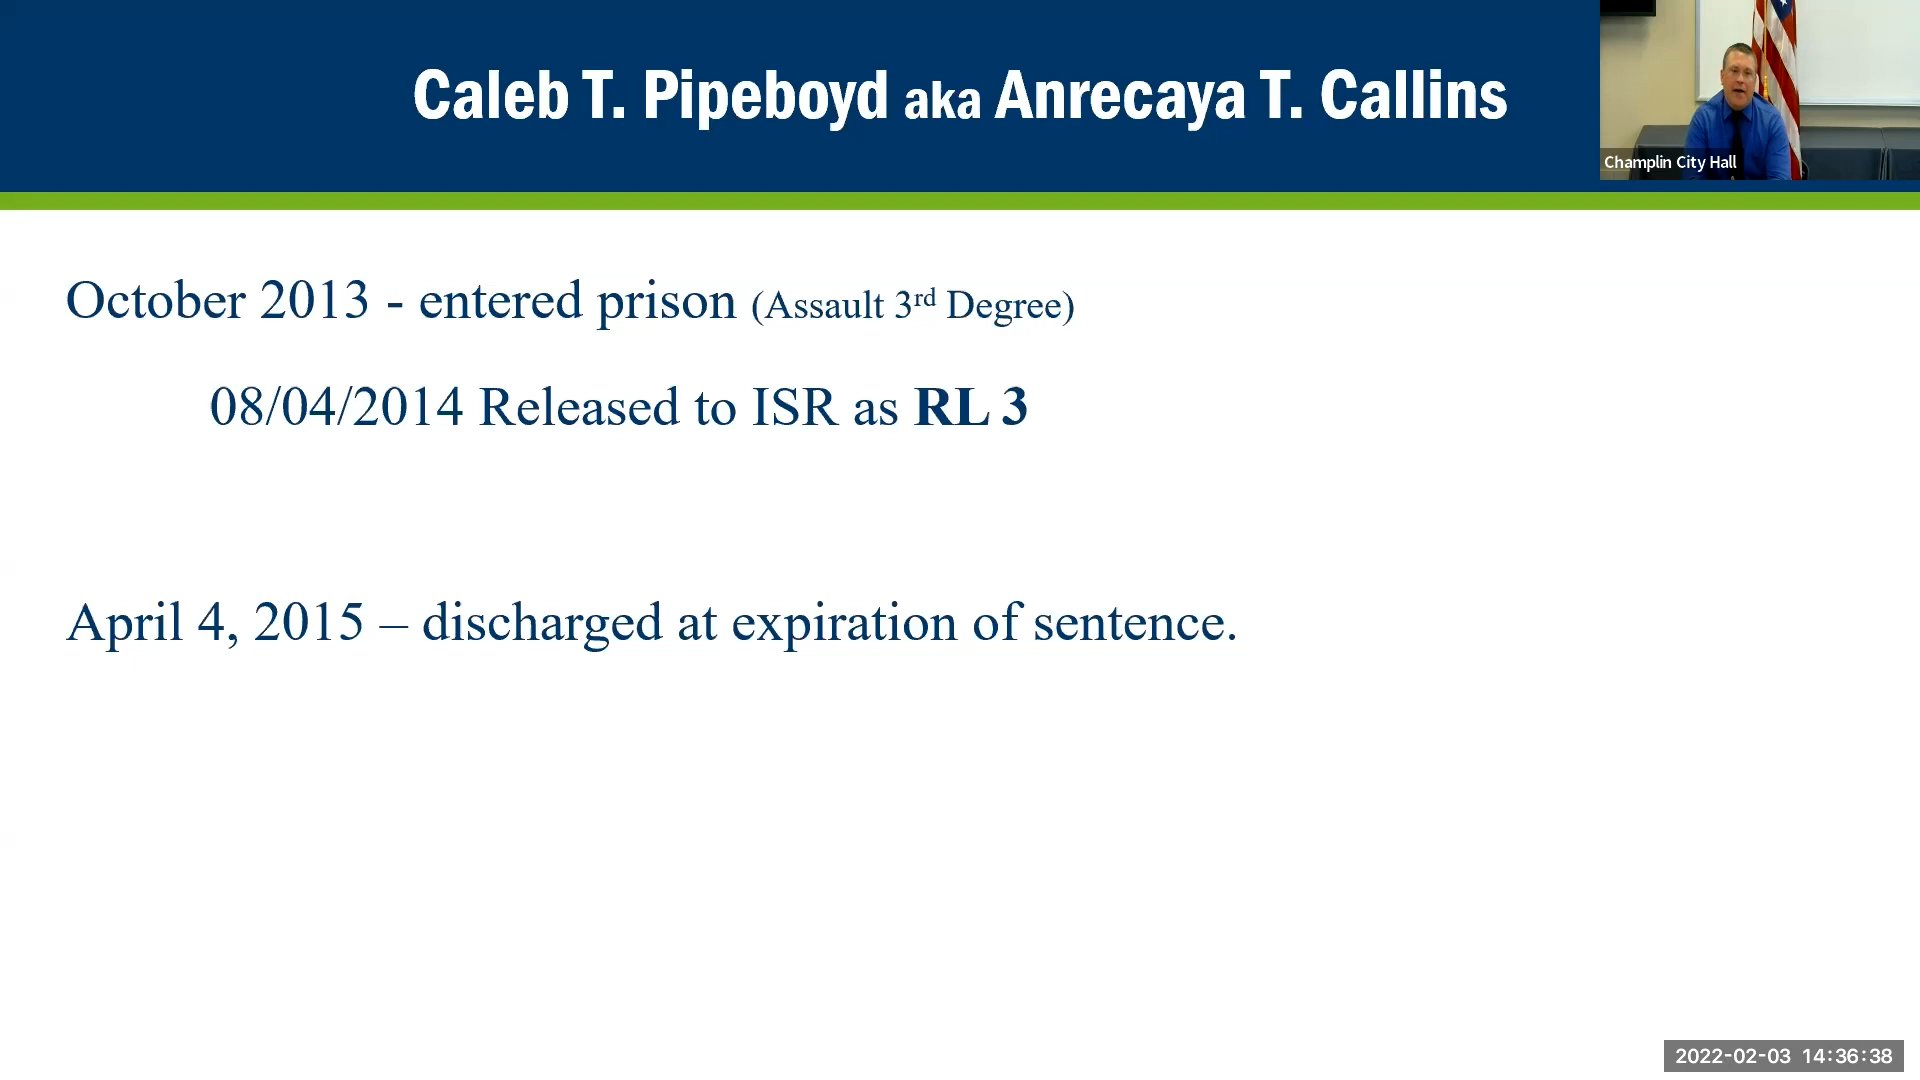 Caleb T. Pipeboyd aka Anrecaya T. Callins
Champlin City Hall
October 2013 - entered prison (Assault 3rd Degree)
08/04/2014 Released to ISR as RL 3
April 4, 2015 – discharged at expiration of sentence.
2022-02-03 14:36:38